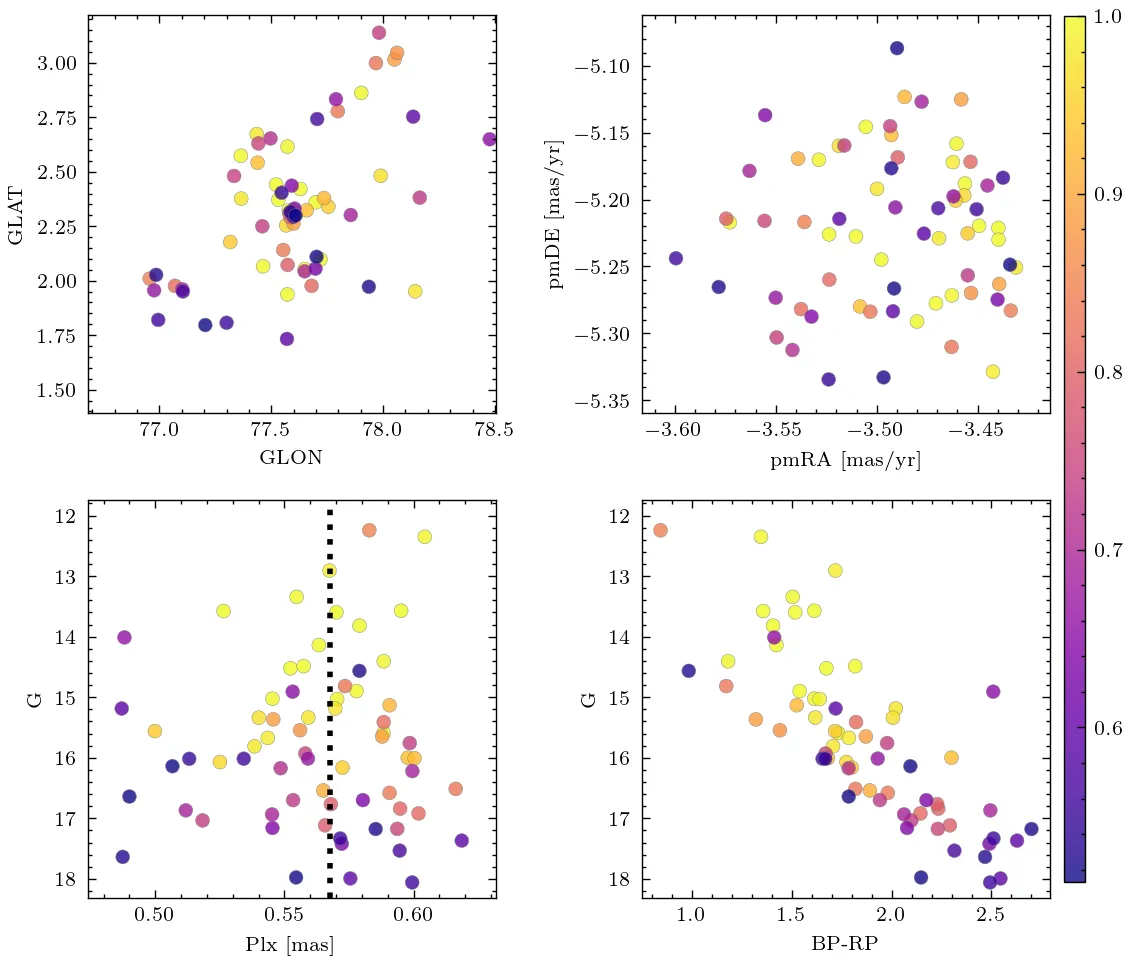 3.00
2.75
2.50
2.25
2.00
1.75
1.50
GLAT
77.0 77.5 78.0 78.5
GLON
−5.10
−5.15
−5.20
−5.25
−5.30
−5.35
pmDE [mas/yr]
−3.60 −3.55 −3.50 −3.45
pmRA [mas/yr]
1.0
0.9
0.8
0.7
0.6
12
13
14
15
16
17
18
G
0.50 0.55 0.60
Plx [mas]
12
13
14
15
16
17
18
G
1.0 1.5 2.0 2.5
BP-RP